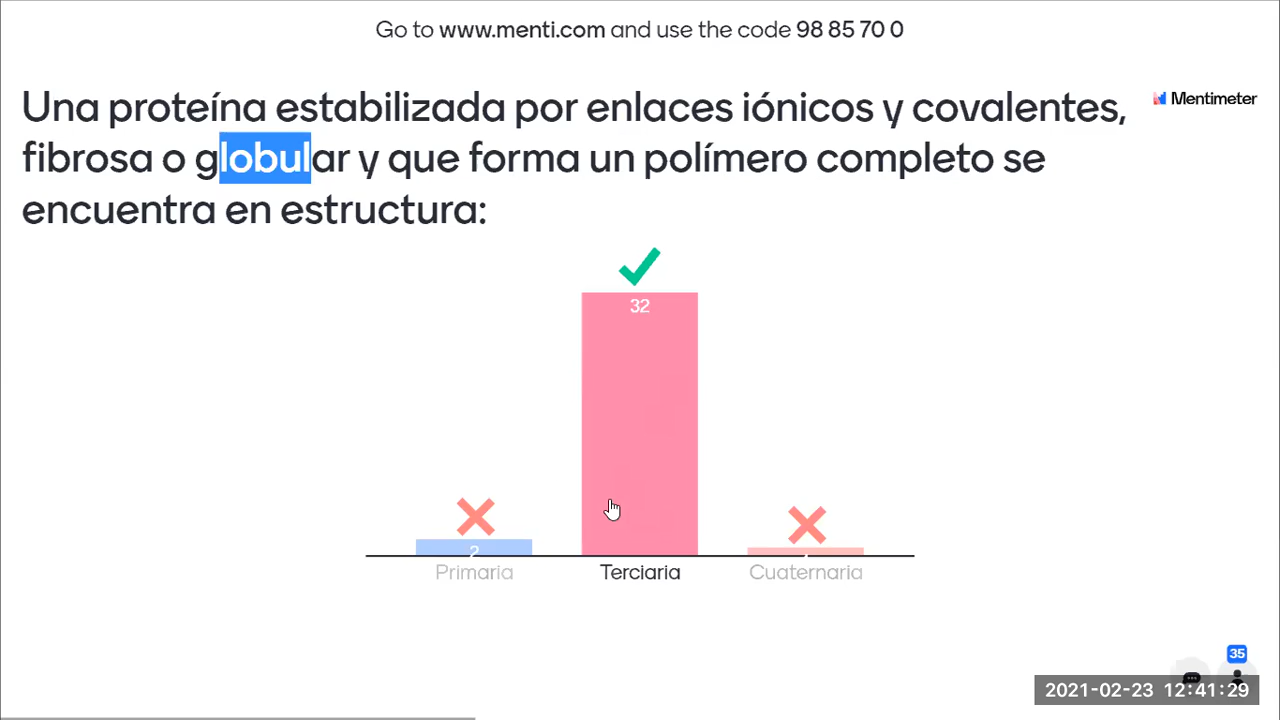 Go to www.menti.com and use the code 98 85 70 0
Una proteína estabilizada por enlaces iónicos y covalentes,
fibrosa o globular y que forma un polímero completo se
encuentra en estructura:
Mentimeter
32
2
Primaria
Terciaria
Cuaternaria
35
2021-02-23 12:41:29